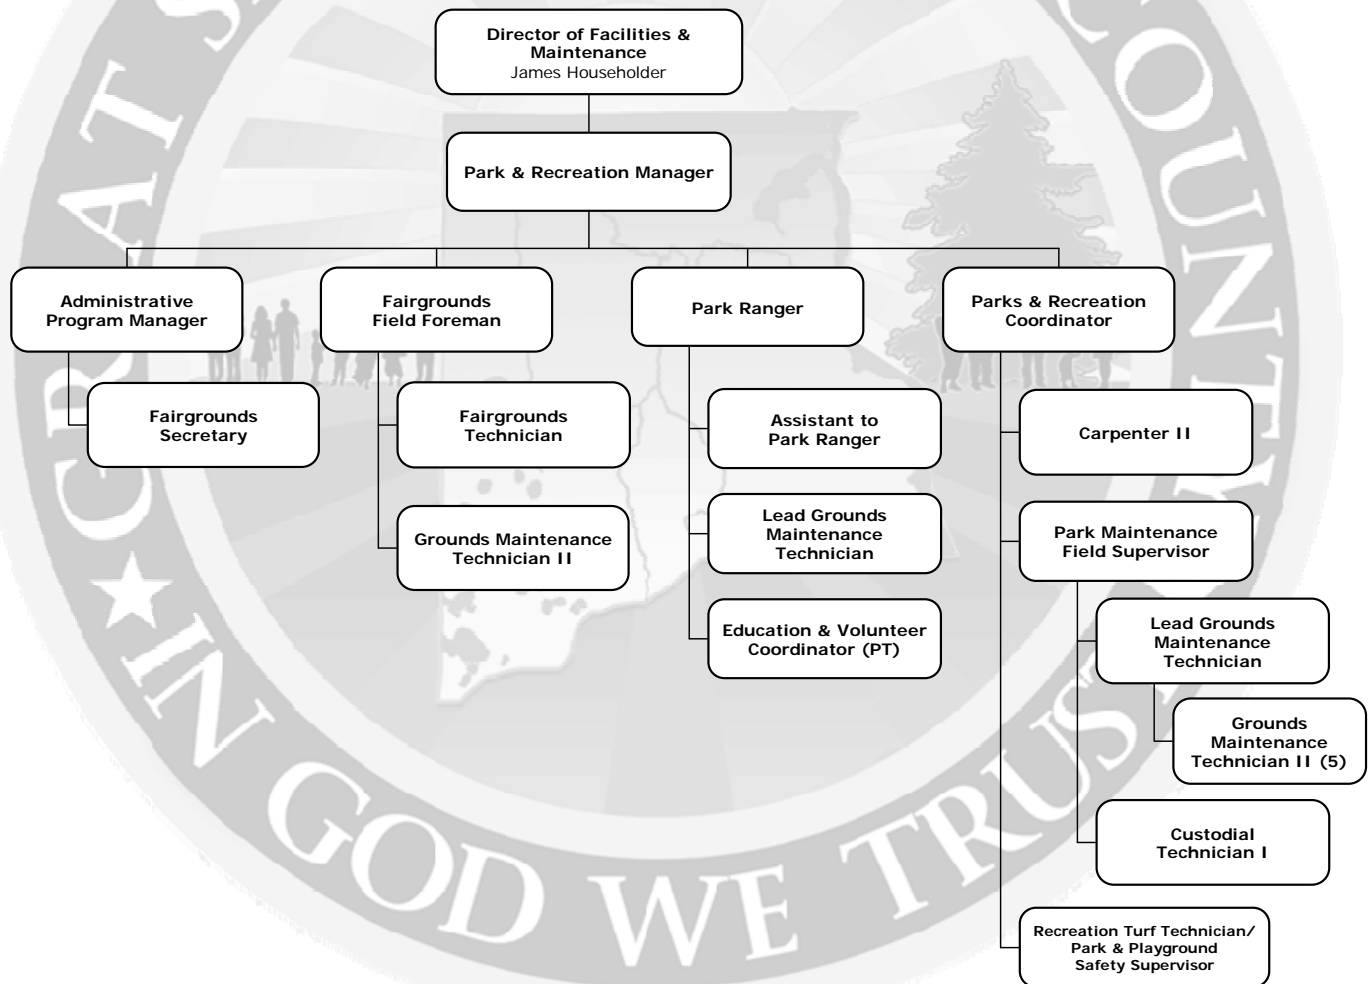 Director of Facilities &
Maintenance
James Householder
Park & Recreation Manager
Administrative
Program Manager
Fairgrounds
Secretary
Fairgrounds
Field Foreman
Fairgrounds
Technician
Grounds Maintenance
Technician II
Park Ranger
Assistant to
Park Ranger
Lead Grounds
Maintenance
Technician
Education & Volunteer
Coordinator (PT)
Parks & Recreation
Coordinator
Carpenter II
Park Maintenance
Field Supervisor
Lead Grounds
Maintenance
Technician
Grounds
Maintenance
Technician II (5)
Custodial
Technician I
Recreation Turf Technician/
Park & Playground
Safety Supervisor
IN GOD WE TRUST